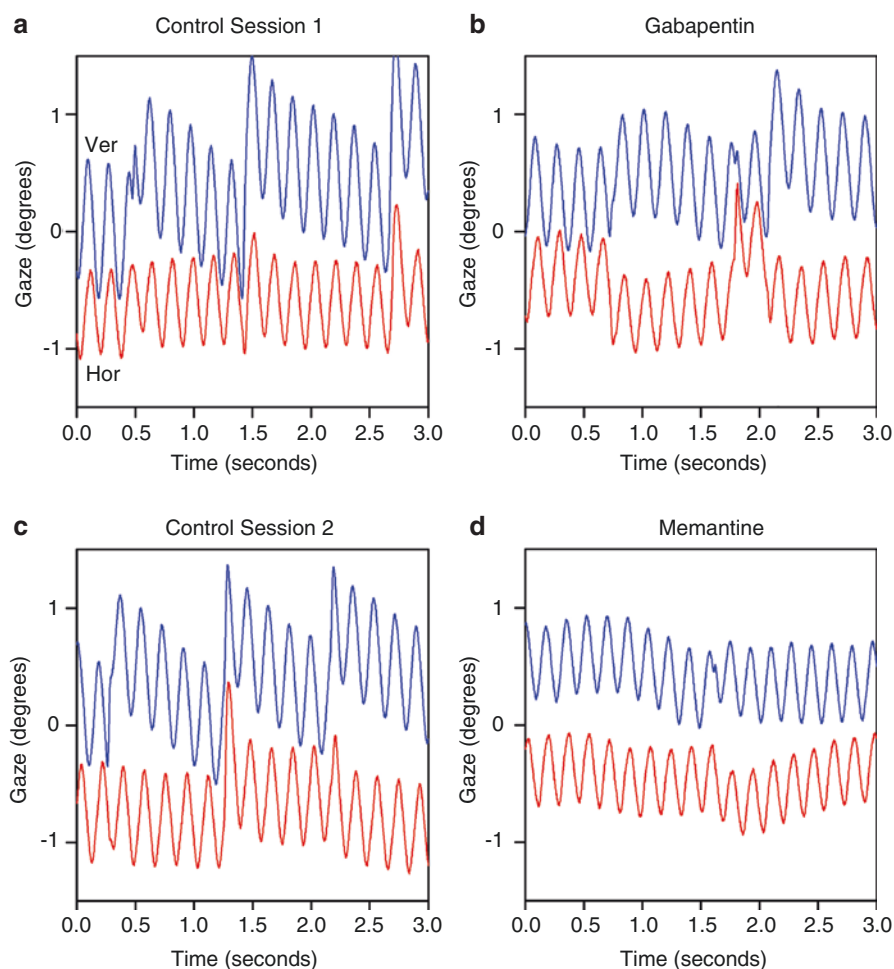 a Control Session 1
Gaze (degrees)
1
0
-1
Ver
Hor
0.0 0.5 1.0 1.5 2.0 2.5 3.0
Time (seconds)
b Gabapentin
Gaze (degrees)
1
0
-1
0.0 0.5 1.0 1.5 2.0 2.5 3.0
Time (seconds)
c Control Session 2
Gaze (degrees)
1
0
-1
0.0 0.5 1.0 1.5 2.0 2.5 3.0
Time (seconds)
d Memantine
Gaze (degrees)
1
0
-1
0.0 0.5 1.0 1.5 2.0 2.5 3.0
Time (seconds)